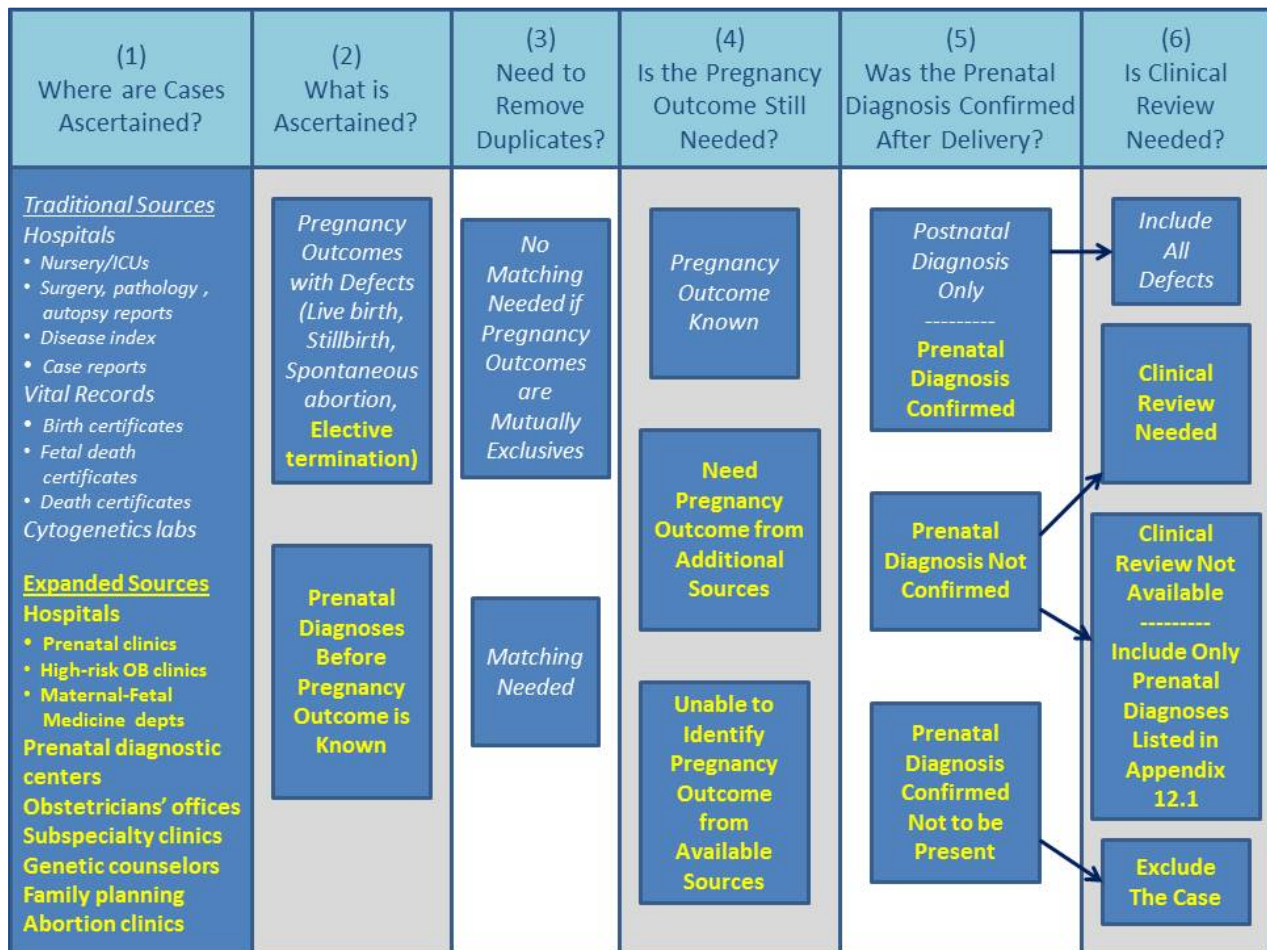 (1)
Where are Cases
Ascertained?
(2)
What is
Ascertained?
(3)
Need to
Remove
Duplicates?
(4)
Is the Pregnancy
Outcome Still
Needed?
(5)
Was the Prenatal
Diagnosis Confirmed
After Delivery?
(6)
Is Clinical
Review
Needed?
Traditional Sources
Hospitals
• Nursery/ICUs
• Surgery, pathology ,
autopsy reports
• Disease index
• Case reports
Vital Records
• Birth certificates
• Fetal death
certificates
• Death certificates
Cytogenetics labs
Expanded Sources
Hospitals
• Prenatal clinics
• High-risk OB clinics
• Maternal-Fetal
Medicine depts
Prenatal diagnostic
centers
Obstetricians’ offices
Subspecialty clinics
Genetic counselors
Family planning
Abortion clinics
Pregnancy
Outcomes
with Defects
(Live birth,
Stillbirth,
Spontaneous
abortion,
Elective
termination)
Prenatal
Diagnoses
Before
Pregnancy
Outcome is
Known
No
Matching
Needed if
Pregnancy
Outcomes
are
Mutually
Exclusives
Matching
Needed
Pregnancy
Outcome
Known
Need
Pregnancy
Outcome from
Additional
Sources
Unable to
Identify
Pregnancy
Outcome
from
Available
Sources
Postnatal
Diagnosis
Only
---------
Prenatal
Diagnosis
Confirmed
Prenatal
Diagnosis Not
Confirmed
Prenatal
Diagnosis
Confirmed
Not to be
Present
Include
All
Defects
Clinical
Review
Needed
Clinical
Review Not
Available
---------
Include Only
Prenatal
Diagnoses
Listed in
Appendix
12.1
Exclude
The Case